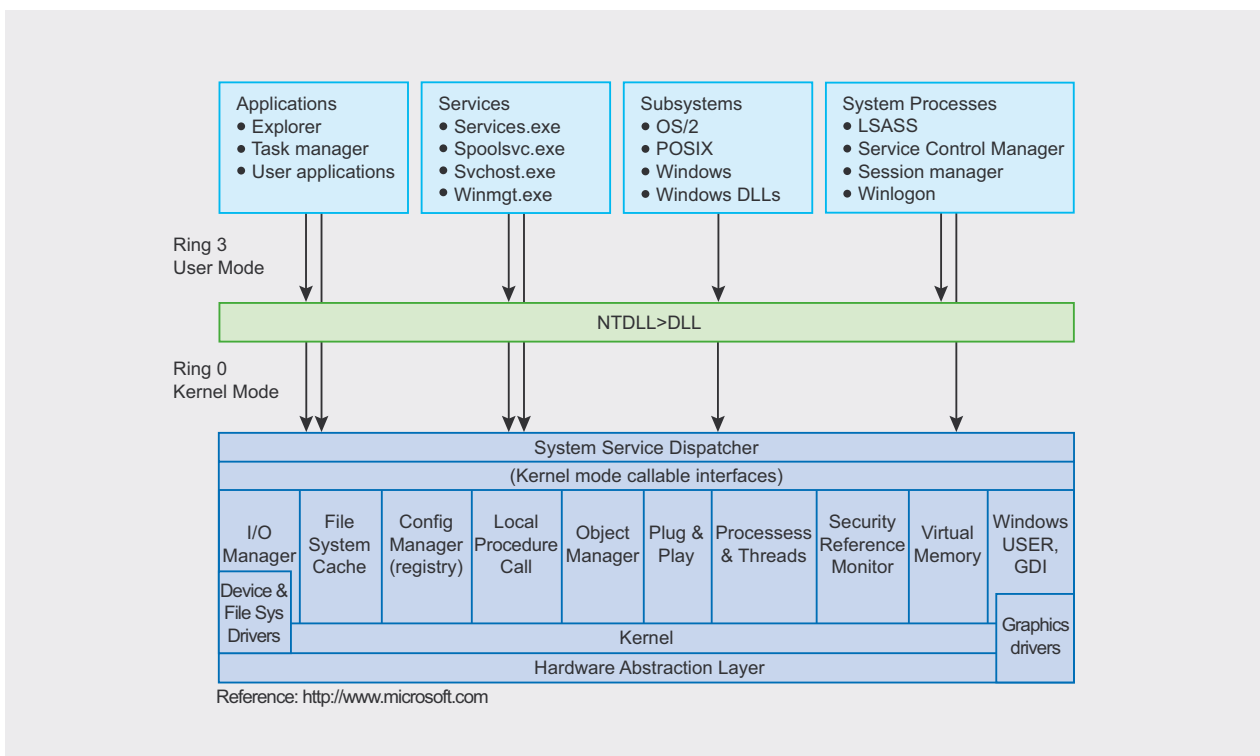 Applications
● Explorer
● Task manager
● User applications
Services
● Services.exe
● Spoolsvc.exe
● Svchost.exe
● Winmgt.exe
Subsystems
● OS/2
● POSIX
● Windows
● Windows DLLs
System Processes
● LSASS
● Service Control Manager
● Session manager
● Winlogon
Ring 3
User Mode
NTDLL>DLL
Ring 0
Kernel Mode
System Service Dispatcher
(Kernel mode callable interfaces)
I/O
Manager
File
System
Cache
Config
Manager
(registry)
Local
Procedure
Call
Object
Manager
Plug &
Play
Processess
& Threads
Security
Reference
Monitor
Virtual
Memory
Windows
USER,
GDI
Device &
File Sys
Drivers
Graphics
drivers
Kernel
Hardware Abstraction Layer
Reference: http://www.microsoft.com